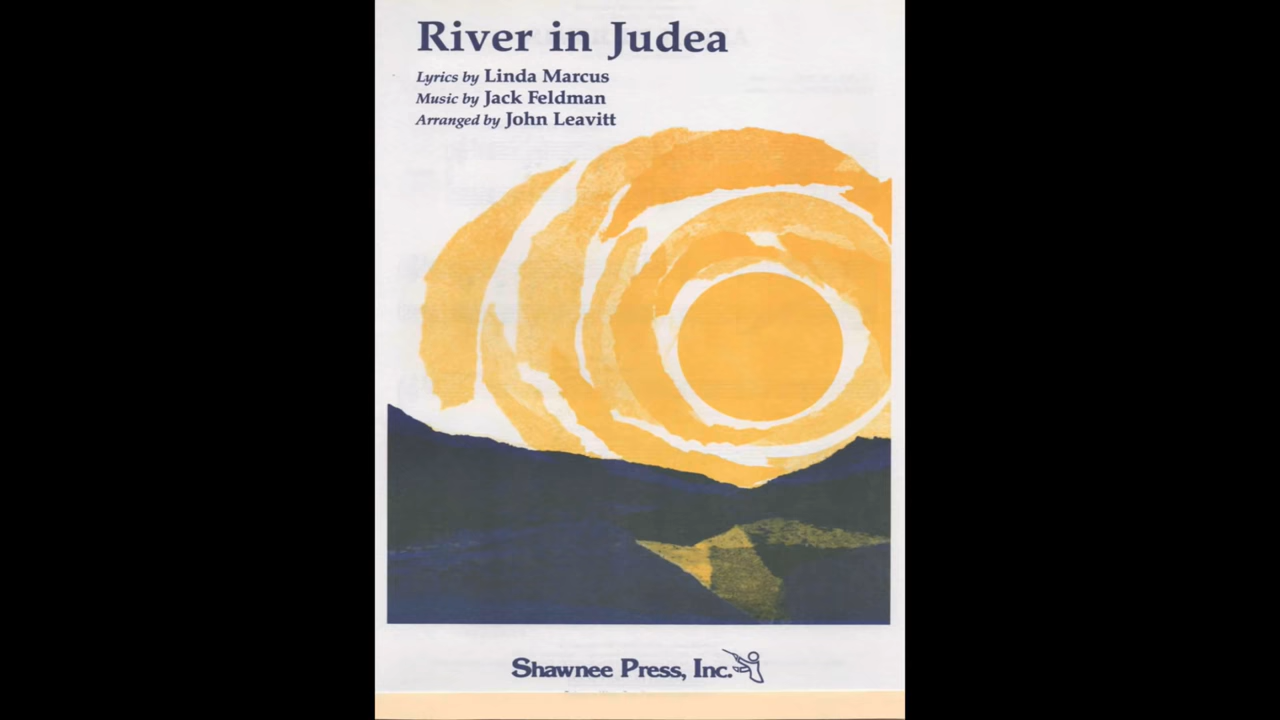 River in Judea
Lyrics by Linda Marcus
Music by Jack Feldman
Arranged by John Leavitt
Shawnee Press, Inc.